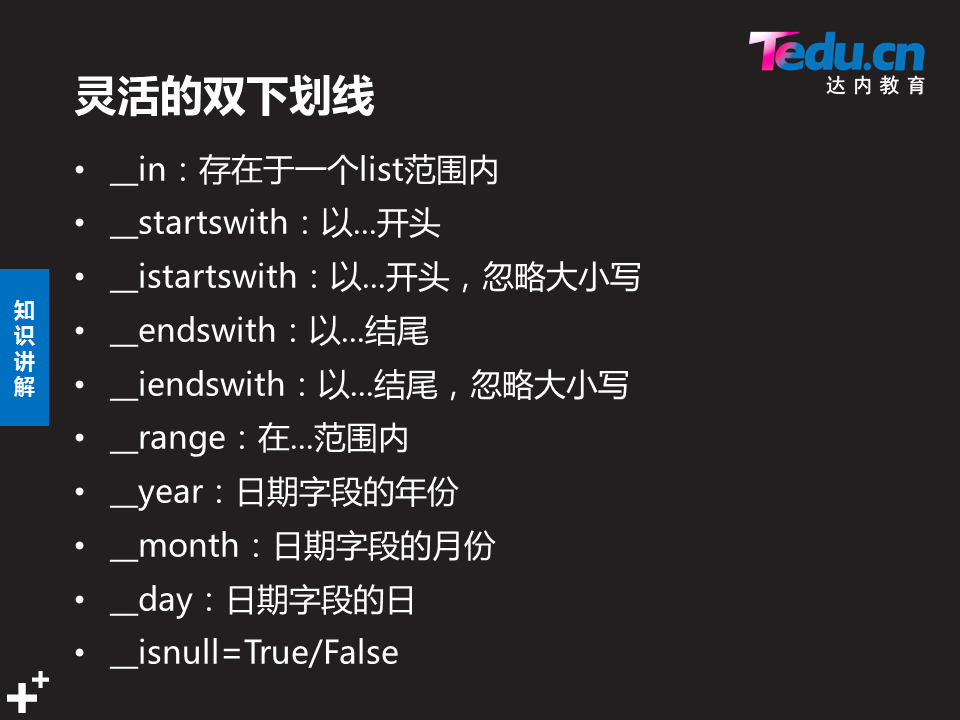 Tedu.cn
达内教育
灵活的双下划线
• __in：存在于一个list范围内
• __startswith：以...开头
• __istartswith：以...开头，忽略大小写
• __endswith：以...结尾
• __iendswith：以...结尾，忽略大小写
• __range：在...范围内
• __year：日期字段的年份
• __month：日期字段的月份
• __day：日期字段的日
• __isnull=True/False
知识讲解